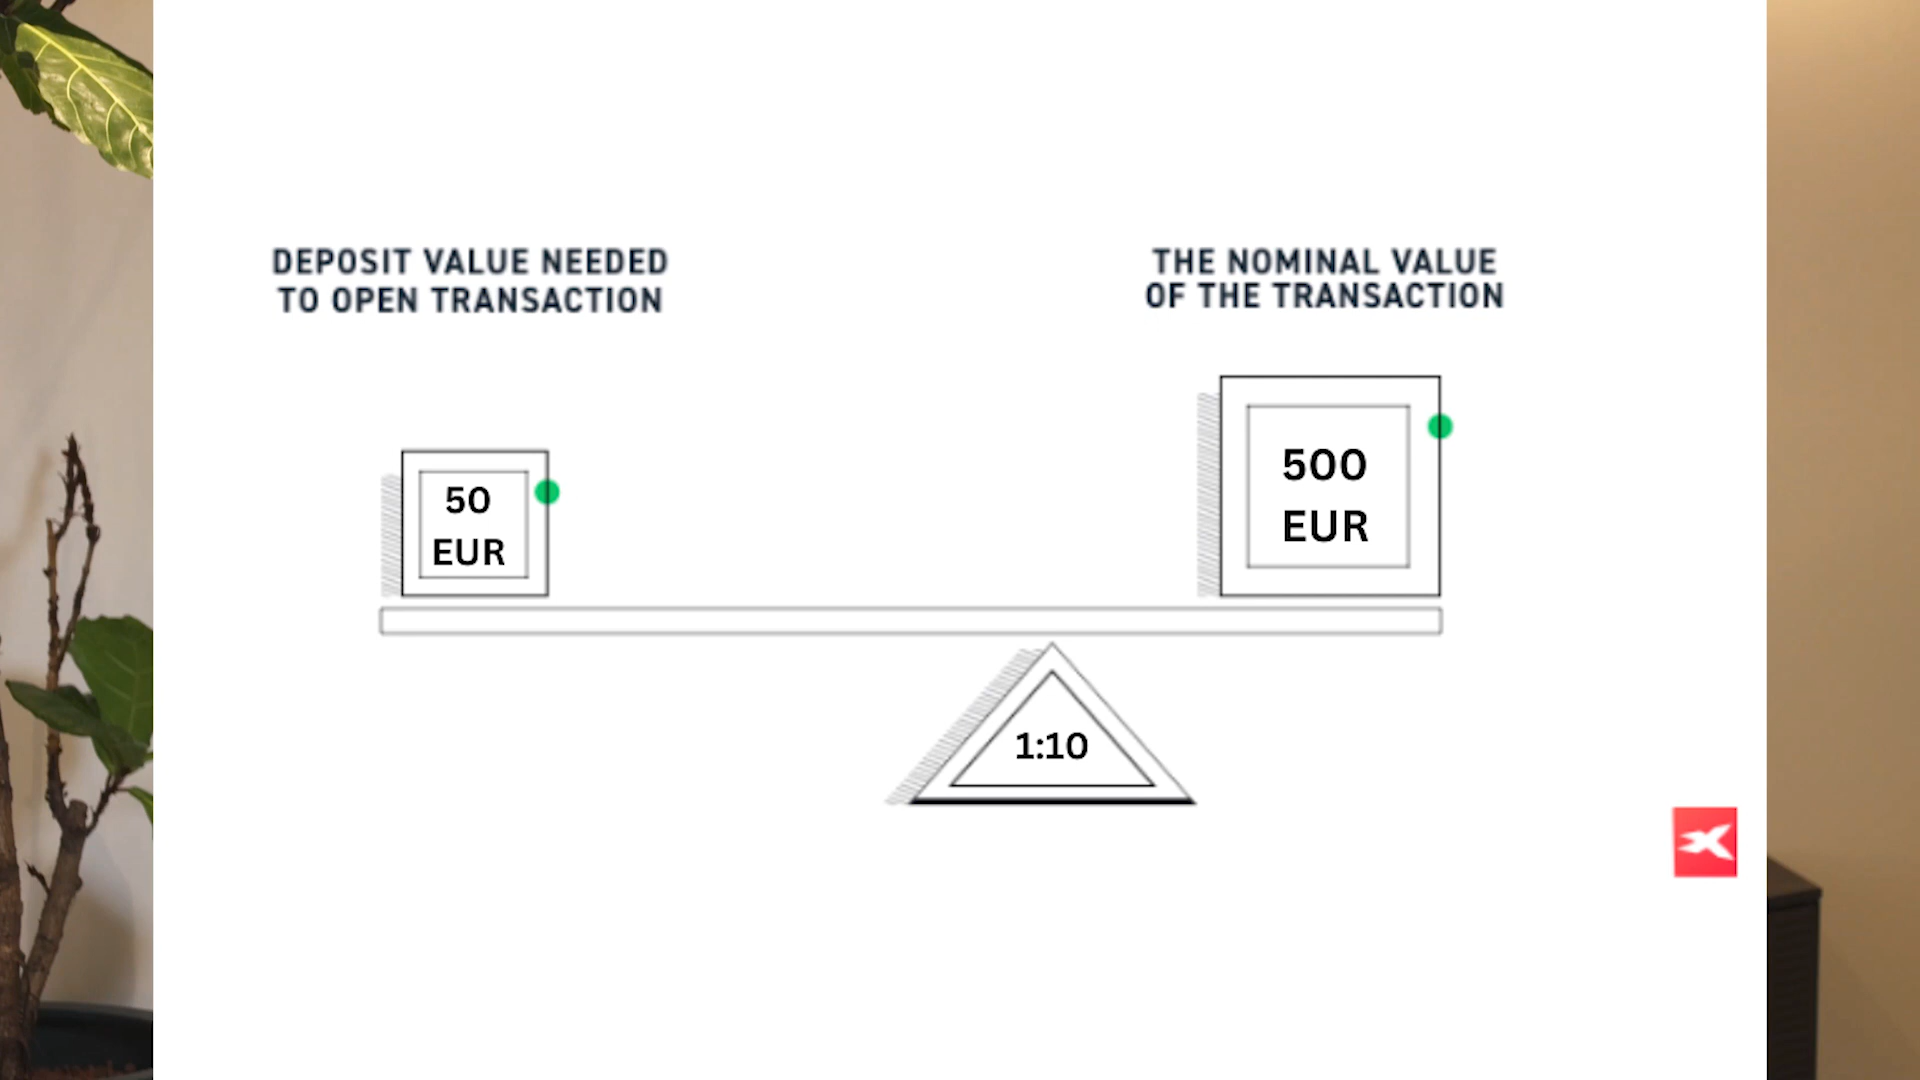 DEPOSIT VALUE NEEDED
TO OPEN TRANSACTION
THE NOMINAL VALUE
OF THE TRANSACTION
50
EUR
500
EUR
1:10